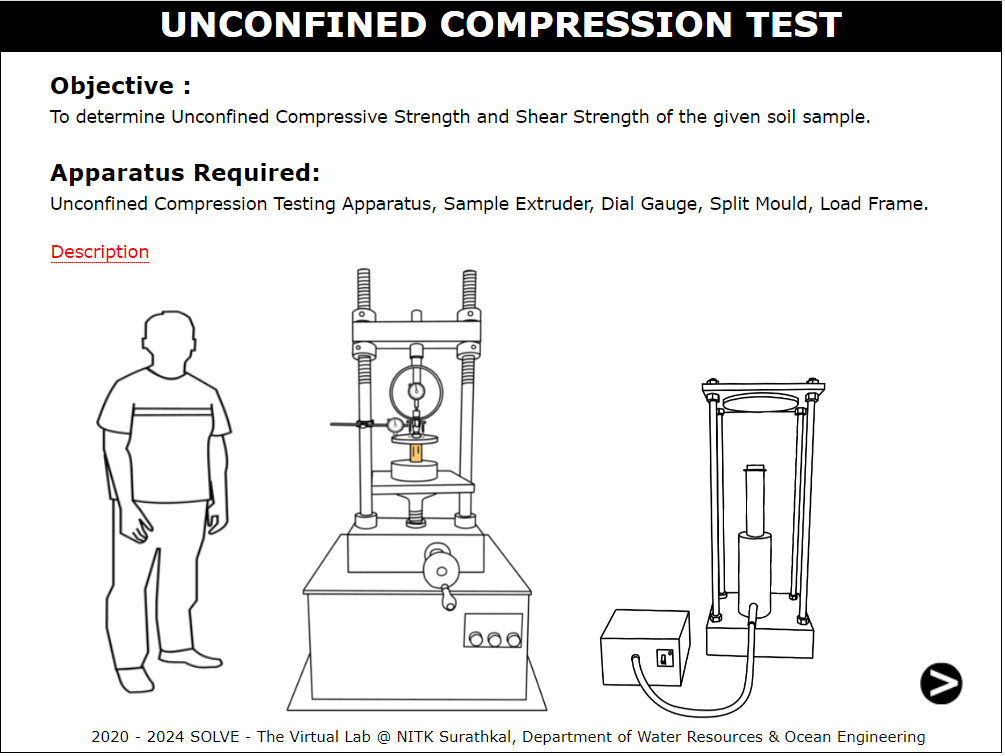 UNCONFINED COMPRESSION TEST
Objective :
To determine Unconfined Compressive Strength and Shear Strength of the given soil sample.
Apparatus Required:
Unconfined Compression Testing Apparatus, Sample Extruder, Dial Gauge, Split Mould, Load Frame.
Description
2020 - 2024 SOLVE - The Virtual Lab @ NITK Surathkal, Department of Water Resources & Ocean Engineering